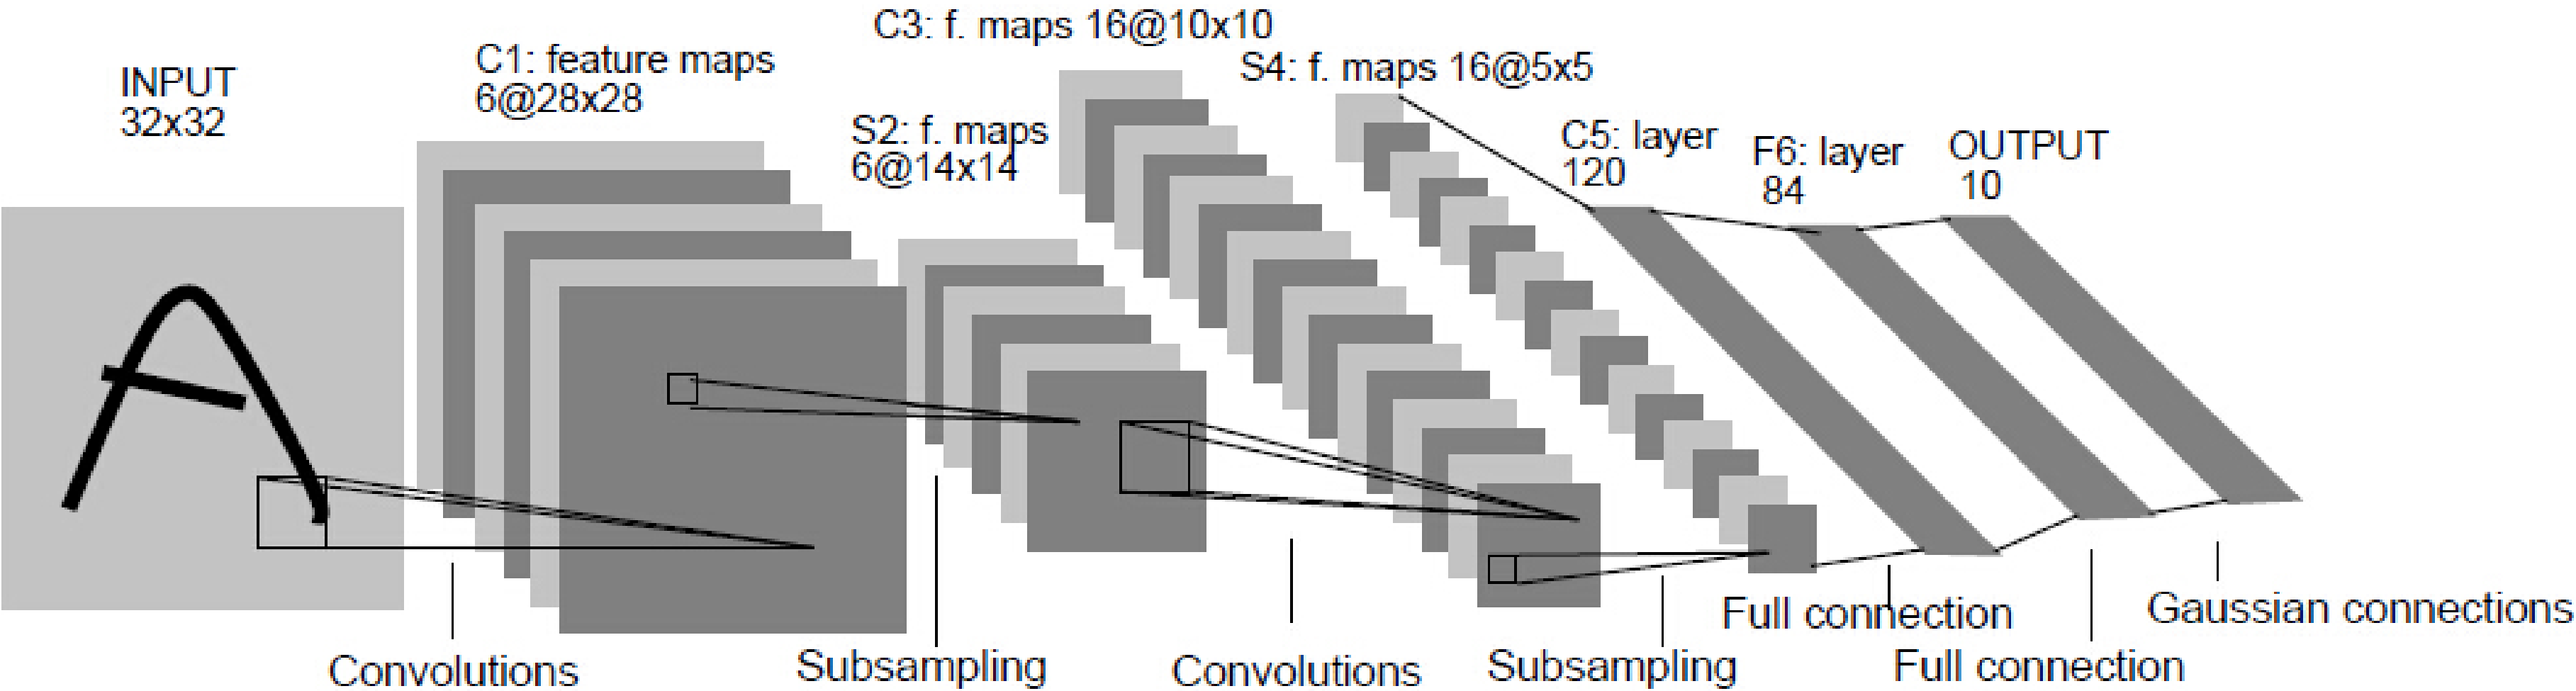 INPUT
32x32
C1: feature maps
6@28x28
S2: f. maps
6@14x14
C3: f. maps 16@10x10
S4: f. maps 16@5x5
C5: layer
120
F6: layer
84
OUTPUT
10
Convolutions
Subsampling
Convolutions
Subsampling
Full connection
Full connection
Gaussian connections
A